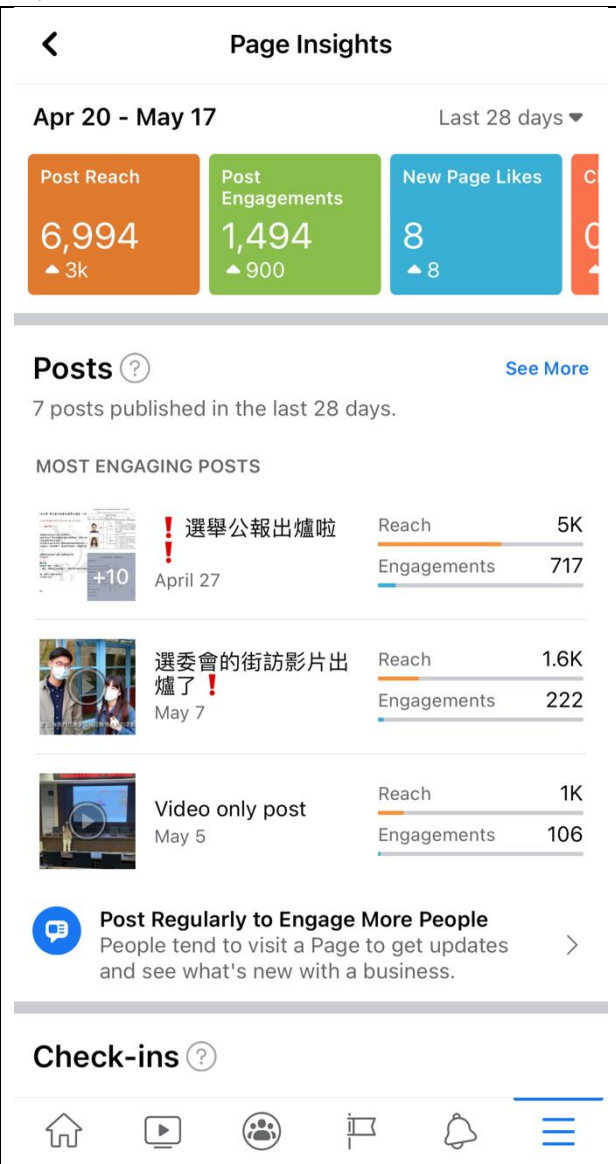 Page Insights
Apr 20 - May 17
Last 28 days
Post Reach
6,994
3k
Post
Engagements
1,494
900
New Page Likes
8
8
7 posts published in the last 28 days.
Posts
See More
MOST ENGAGING POSTS
+10
❗選舉公報出爐啦
❗
April 27
Reach 5K
Engagements 717
選委會的街訪影片出
爐了❗
May 7
Reach 1.6K
Engagements 222
Video only post
May 5
Reach 1K
Engagements 106
Post Regularly to Engage More People
People tend to visit a Page to get updates
and see what's new with a business.
Check-ins